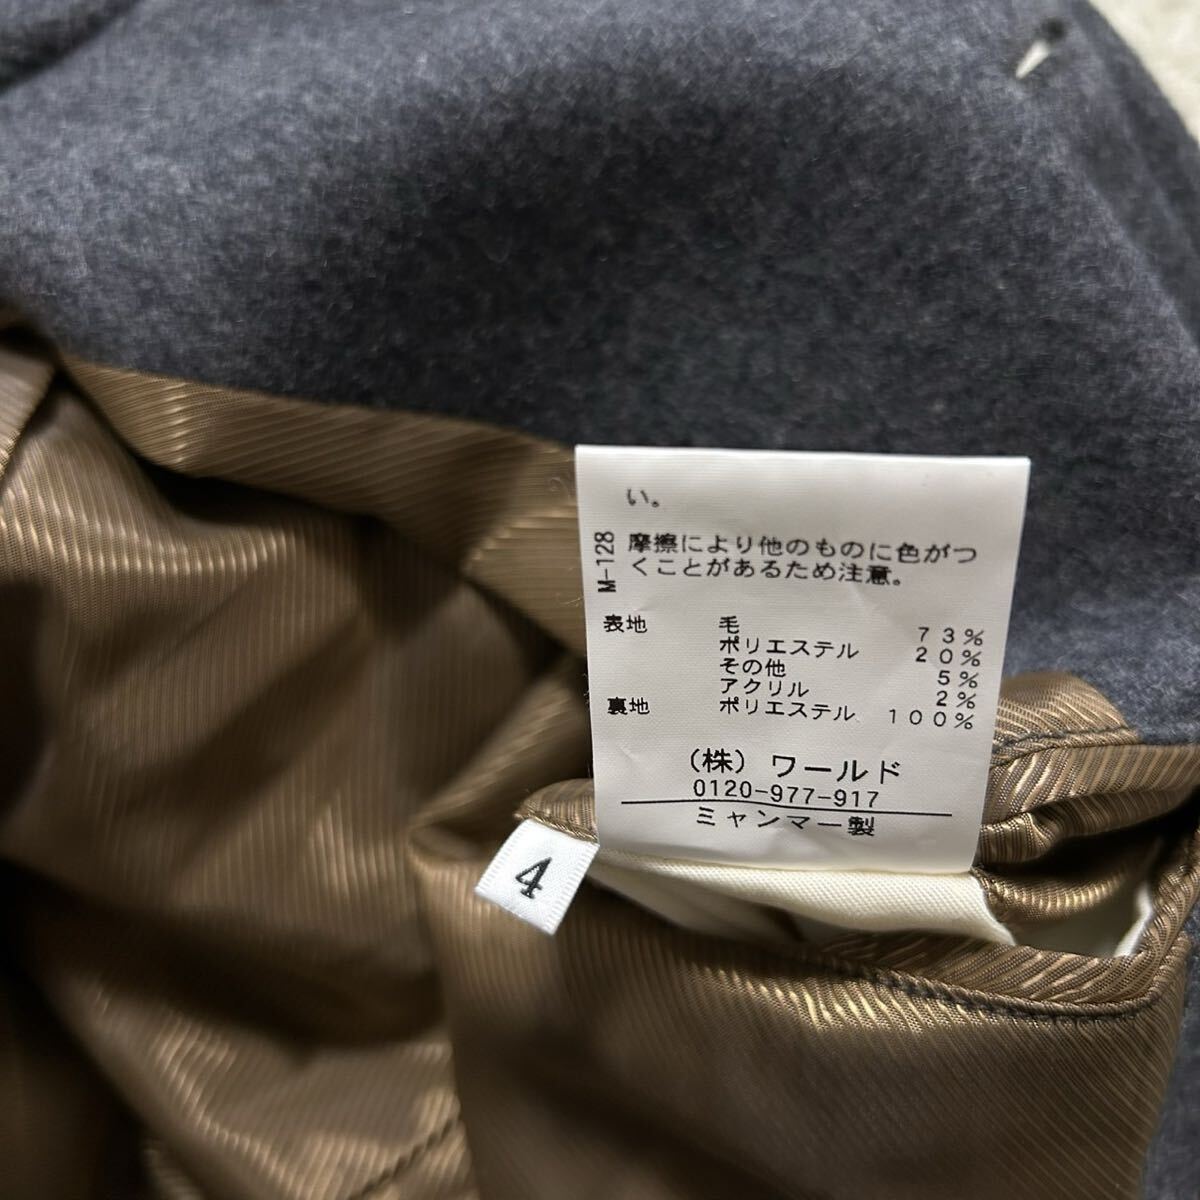 い。
摩擦により他のものに色がつ
くことがあるため注意。
M-128
表地 毛 73%
ポリエステル 20%
その他 5%
アクリル 2%
裏地 ポリエステル 100%
(株) ワールド
0120-977-917
ミャンマー製
4